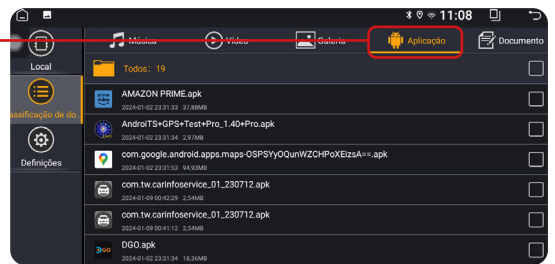 11:08
Música
Vídeo
Galeria
Aplicação
Documento
Local
Todos: 19
AMAZON PRIME.apk
2024-01-02 23:31:33 37,88MB
ssificação de do..
AndroiTS+GPS+Test+Pro_1.40+Pro.apk
2024-01-02 23:31:34 2,97MB
Definições
com.google.android.apps.maps-OSPSYyOQunWZCHPoXEizsA==.apk
2024-01-02 23:31:53 94,93MB
com.tw.carinfoservice_01_230712.apk
2024-01-09 00:42:29 2,54MB
com.tw.carinfoservice_01_230712.apk
2024-01-09 00:41:12 2,54MB
DGO.apk
2024-01-02 23:31:34 18,36MB